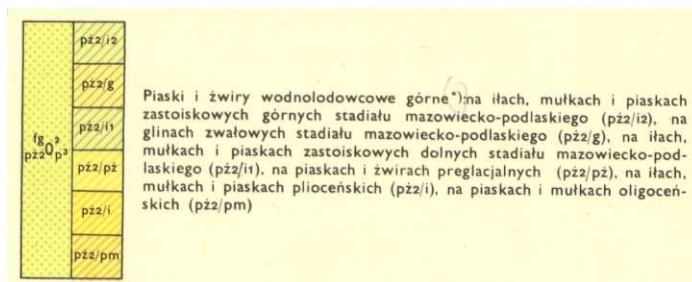 pż2/i2
pż2/g
pż2/i1
pż2/pż
pż2/i
pż2/pm
fg
pż2Q²p³
Piaski i żwiry wodnolodowcowe górne*):na iłach, mułkach i piaskach
zastoiskowych górnych stadiału mazowiecko-podlaskiego (pż2/i2), na
glinach zwałowych stadiału mazowiecko-podlaskiego (pż2/g), na iłach,
mułkach i piaskach zastoiskowych dolnych stadiału mazowiecko-pod-
laskiego (pż2/i1), na piaskach i żwirach preglacjalnych (pż2/pż), na iłach,
mułkach i piaskach plioceńskich (pż2/i), na piaskach i mułkach oligoceń-
skich (pż2/pm)